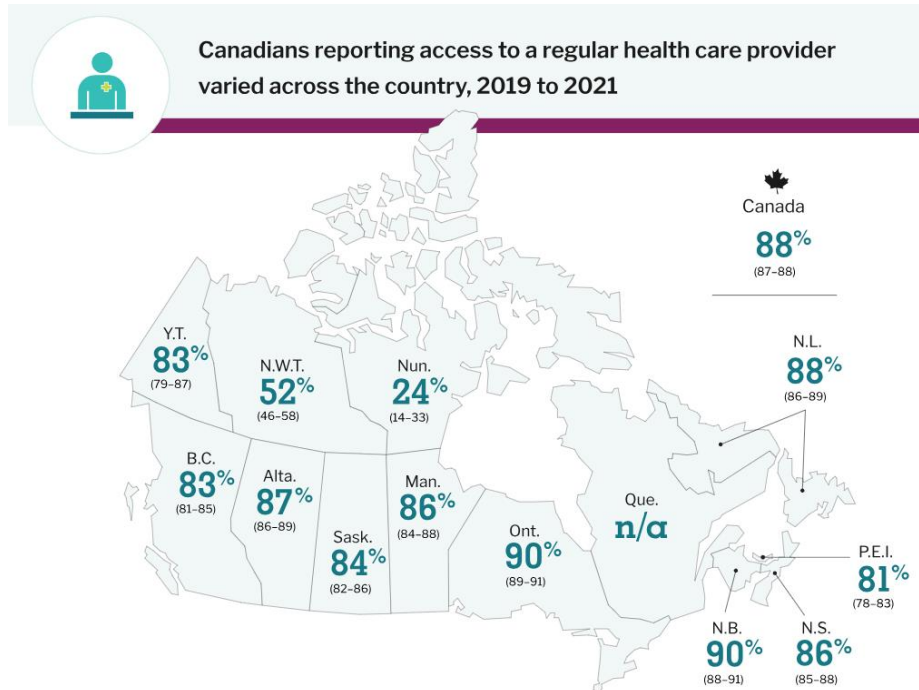 Canadians reporting access to a regular health care provider
varied across the country, 2019 to 2021
Canada
88%
(87–88)
Y.T.
83%
(79–87)
N.W.T.
52%
(46–58)
Nun.
24%
(14–33)
N.L.
88%
(86–89)
B.C.
83%
(81–85)
Alta.
87%
(86–89)
Sask.
84%
(82–86)
Man.
86%
(84–88)
Ont.
90%
(89–91)
Que.
n/a
P.E.I.
81%
(78–83)
N.B.
90%
(88–91)
N.S.
86%
(85–88)